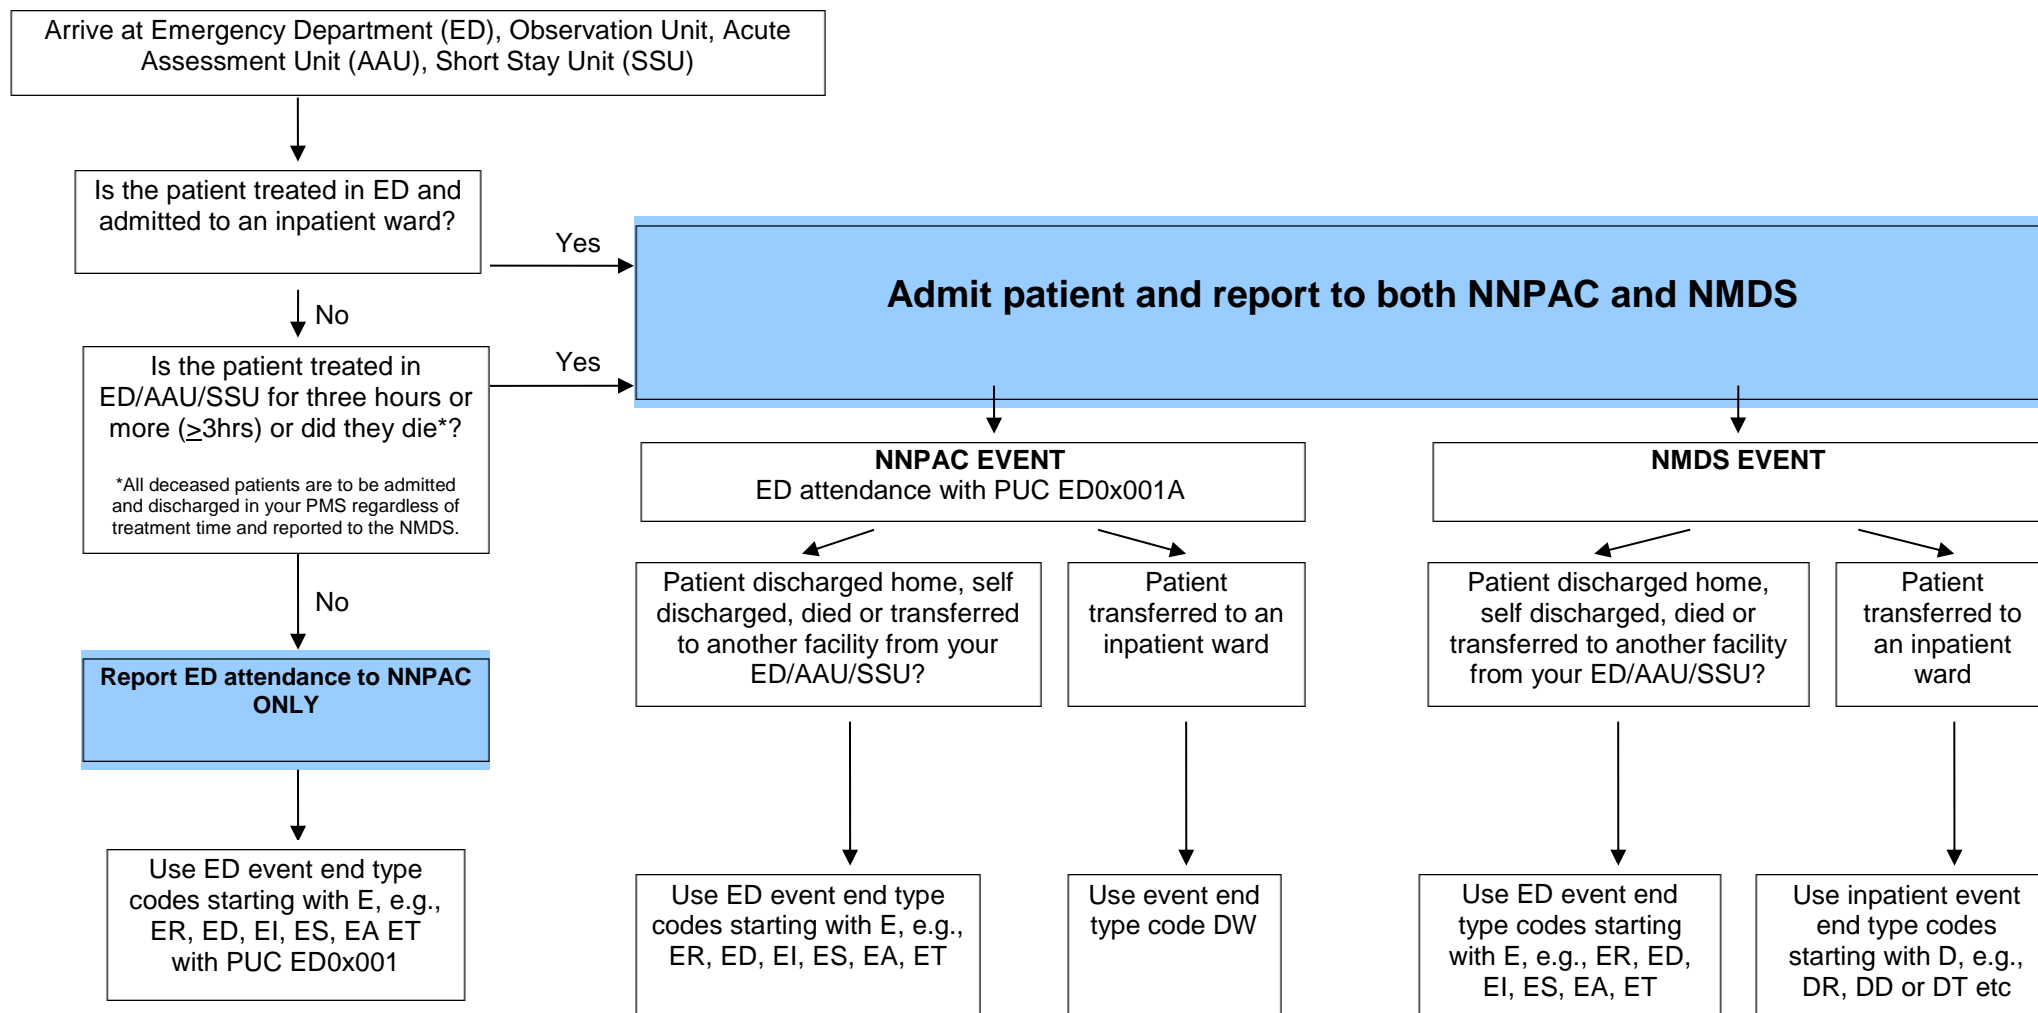 Arrive at Emergency Department (ED), Observation Unit, Acute
Assessment Unit (AAU), Short Stay Unit (SSU)
Is the patient treated in ED and
admitted to an inpatient ward?
Yes
Admit patient and report to both NNPAC and NMDS
No
Is the patient treated in
ED/AAU/SSU for three hours or
more (≥3hrs) or did they die*?
*All deceased patients are to be admitted
and discharged in your PMS regardless of
treatment time and reported to the NMDS.
Yes
No
Report ED attendance to NNPAC
ONLY
Use ED event end type
codes starting with E, e.g.,
ER, ED, EI, ES, EA ET
with PUC ED0x001
NNPAC EVENT
ED attendance with PUC ED0x001A
Patient discharged home, self
discharged, died or transferred
to another facility from your
ED/AAU/SSU?
Patient
transferred to an
inpatient ward
Use ED event end type
codes starting with E, e.g.,
ER, ED, EI, ES, EA, ET
Use event end
type code DW
NMDS EVENT
Patient discharged home,
self discharged, died or
transferred to another facility
from your ED/AAU/SSU?
Patient
transferred to
an inpatient
ward
Use ED event end
type codes starting
with E, e.g., ER, ED,
EI, ES, EA, ET
Use inpatient event
end type codes
starting with D, e.g.,
DR, DD or DT etc